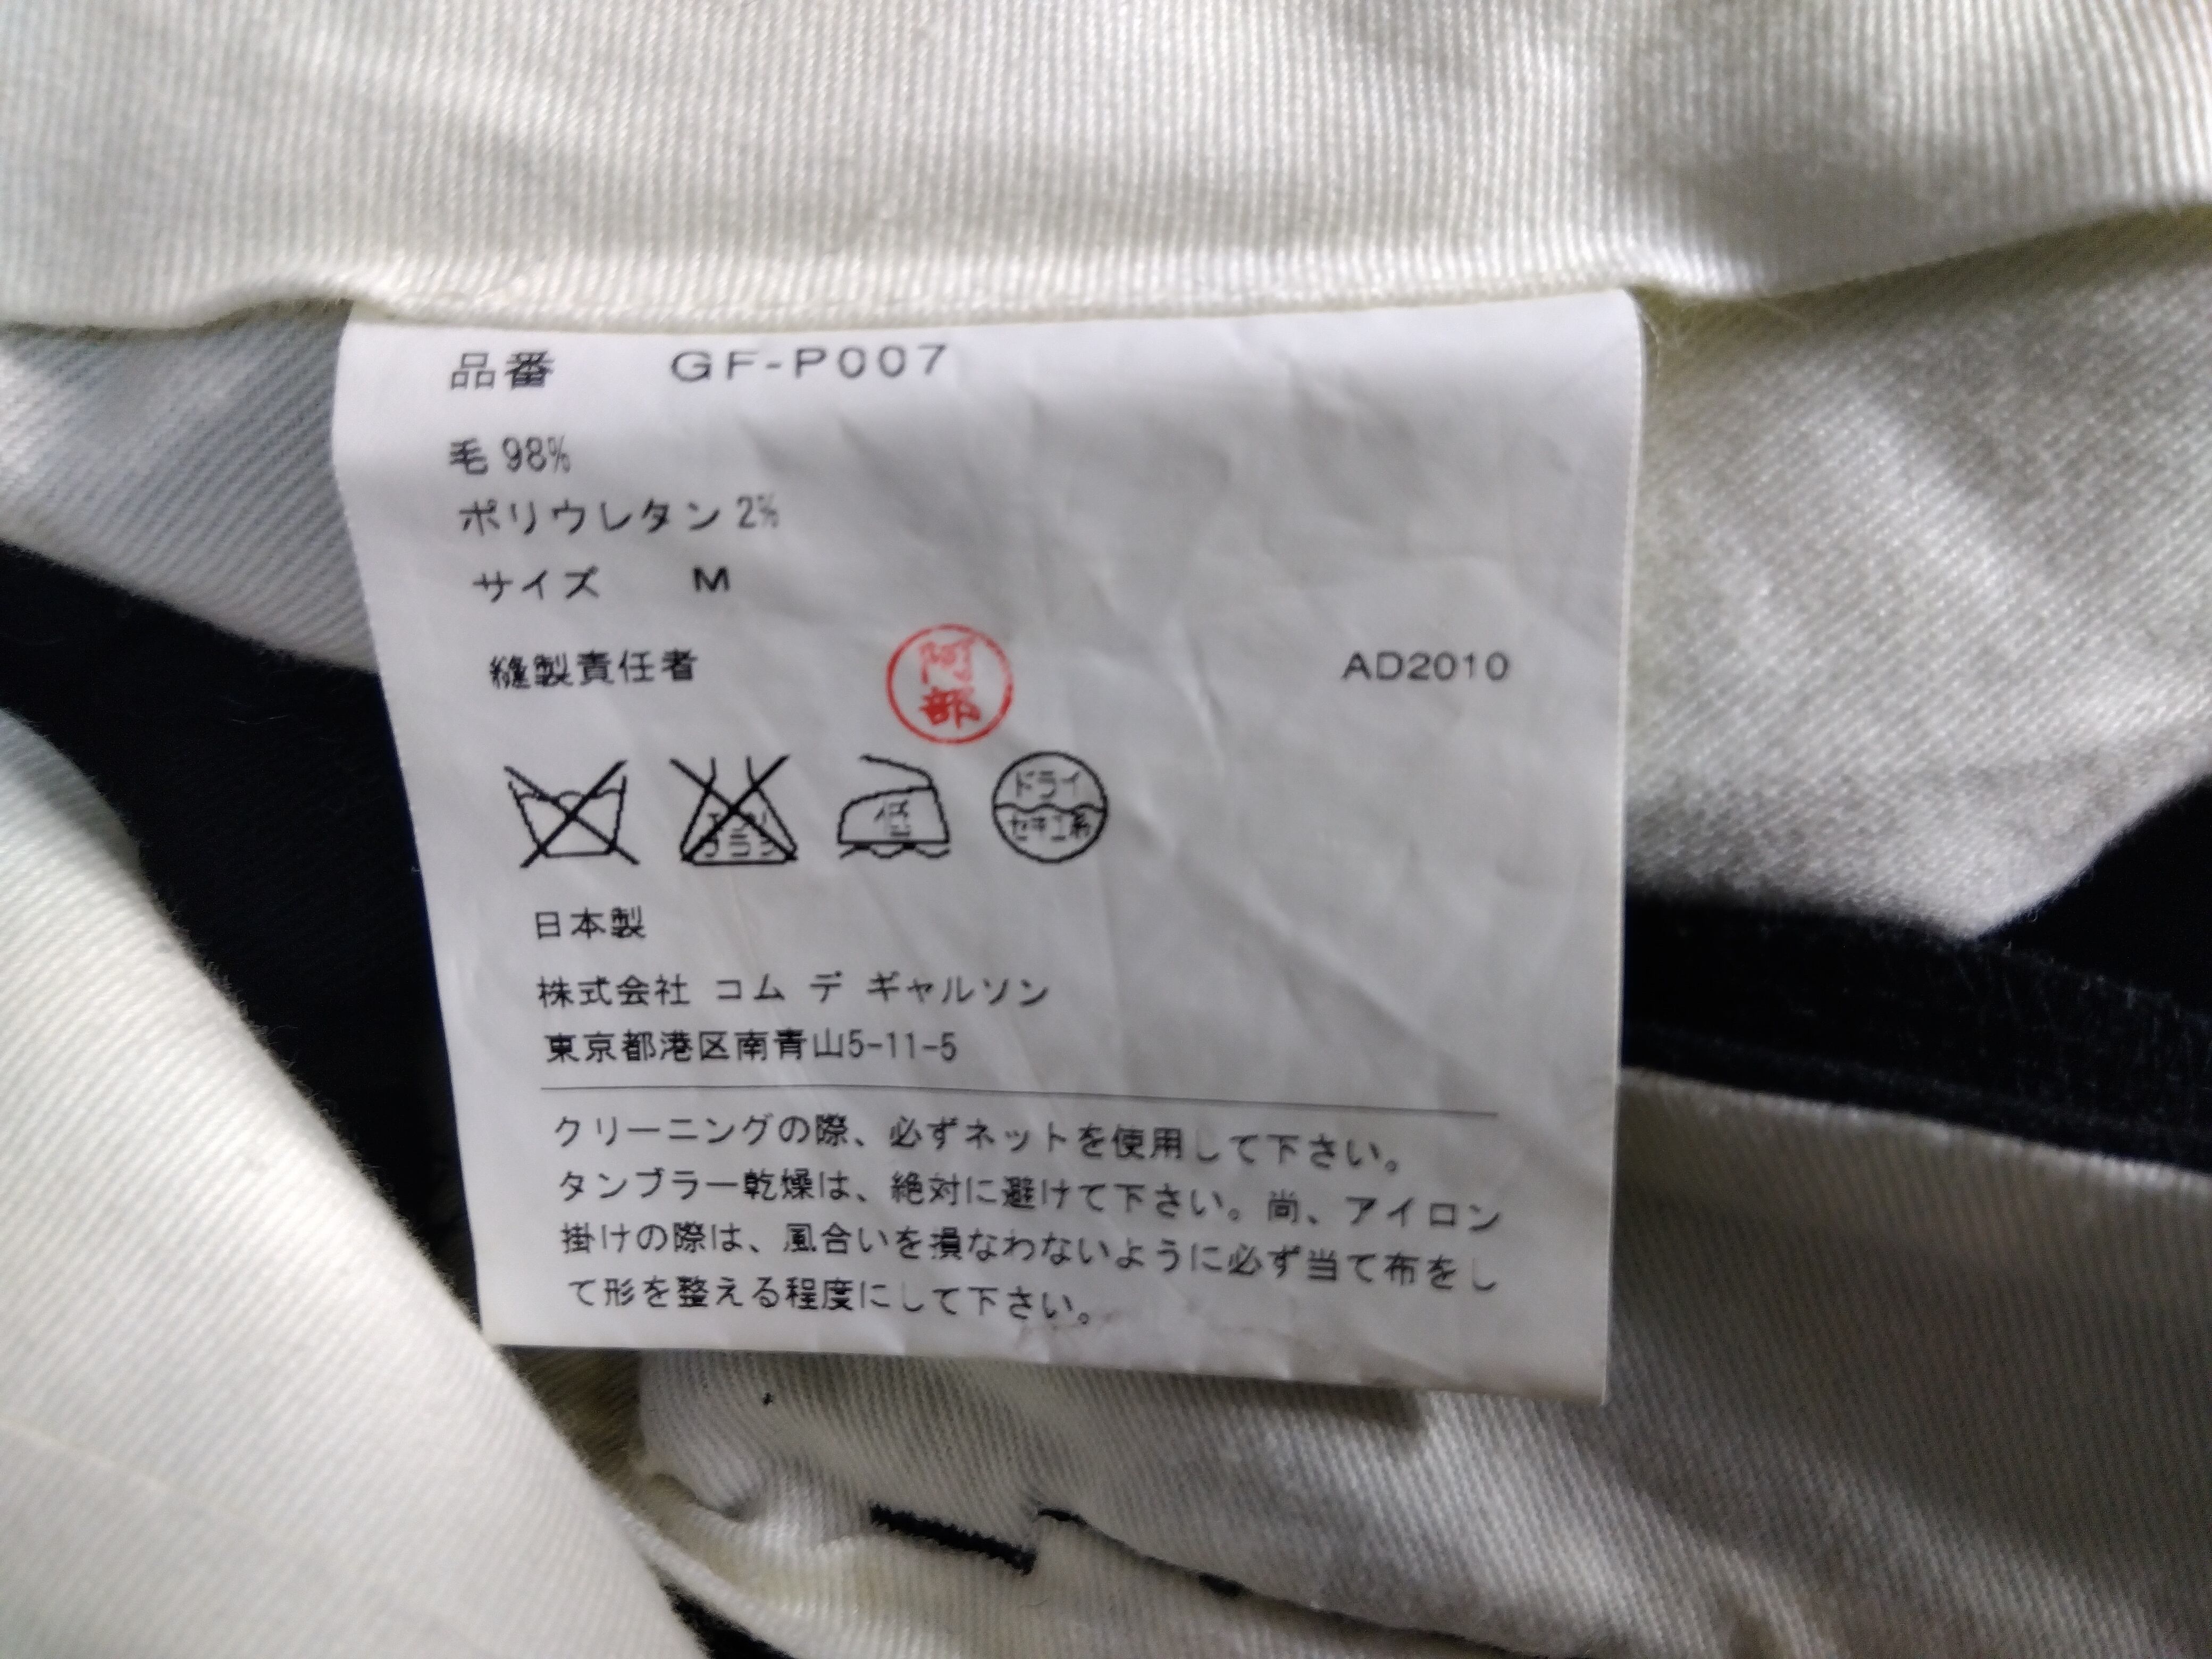 品番 GF-P007
毛 98%
ポリウレタン 2%
サイズ M
縫製責任者 阿部 AD2010
エンソ サラシ 低 ドライ セキユ系
日本製
株式会社 コム デ ギャルソン
東京都港区南青山5-11-5
クリーニングの際、必ずネットを使用して下さい。
タンブラー乾燥は、絶対に避けて下さい。尚、アイロン
掛けの際は、風合いを損なわないように必ず当て布をし
て形を整える程度にして下さい。